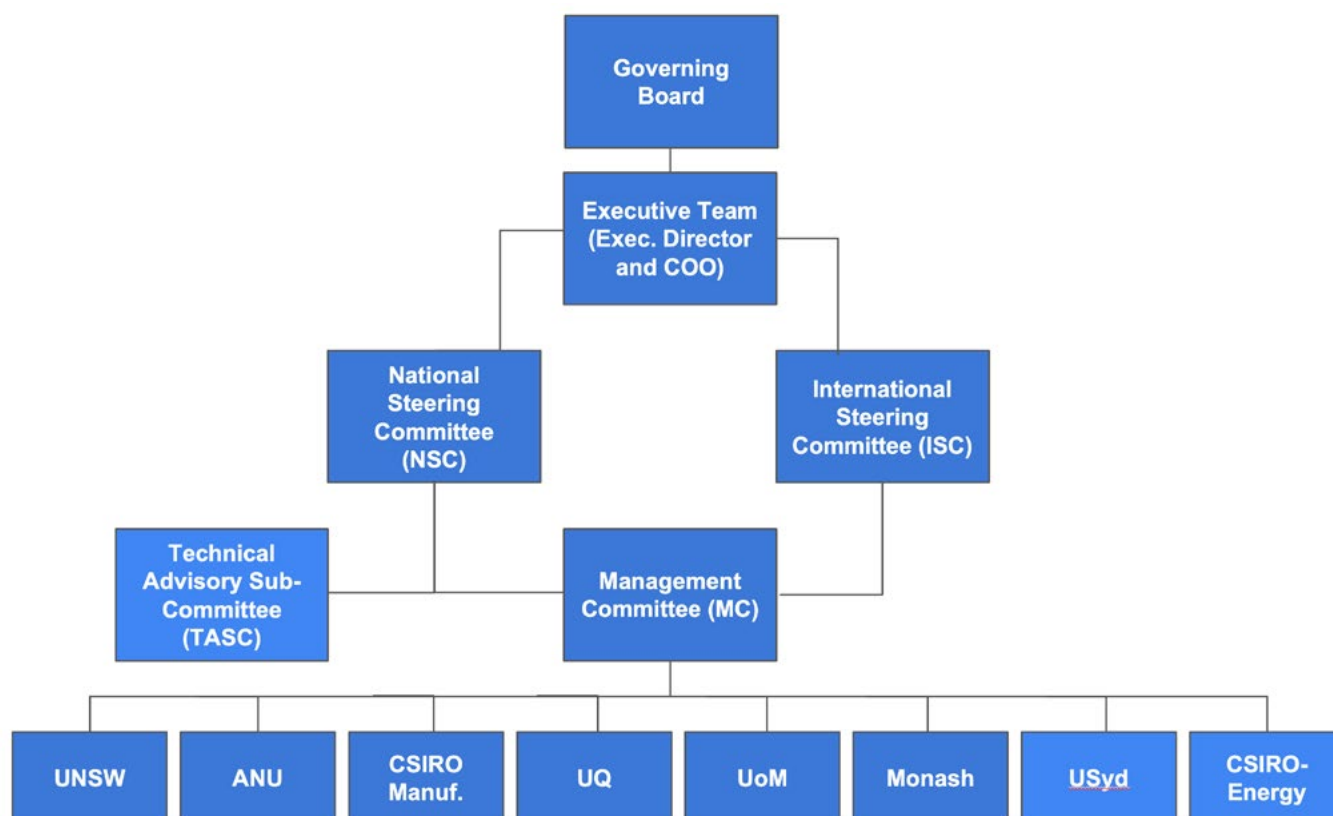 Governing
Board
Executive Team
(Exec. Director
and COO)
National
Steering
Committee
(NSC)
International
Steering
Committee (ISC)
Technical
Advisory Sub-
Committee
(TASC)
Management
Committee (MC)
UNSW
ANU
CSIRO
Manuf.
UQ
UoM
Monash
USyd
CSIRO-
Energy